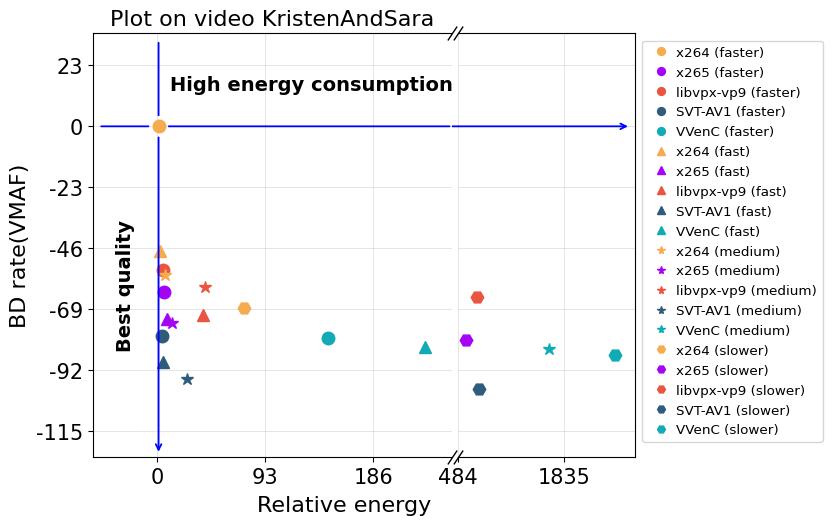 Plot on video KristenAndSara
High energy consumption
Best quality
BD rate(VMAF)
23
0
-23
-46
-69
-92
-115
0
93
186
484
1835
Relative energy
x264 (faster)
x265 (faster)
libvpx-vp9 (faster)
SVT-AV1 (faster)
VVenC (faster)
x264 (fast)
x265 (fast)
libvpx-vp9 (fast)
SVT-AV1 (fast)
VVenC (fast)
x264 (medium)
x265 (medium)
libvpx-vp9 (medium)
SVT-AV1 (medium)
VVenC (medium)
x264 (slower)
x265 (slower)
libvpx-vp9 (slower)
SVT-AV1 (slower)
VVenC (slower)